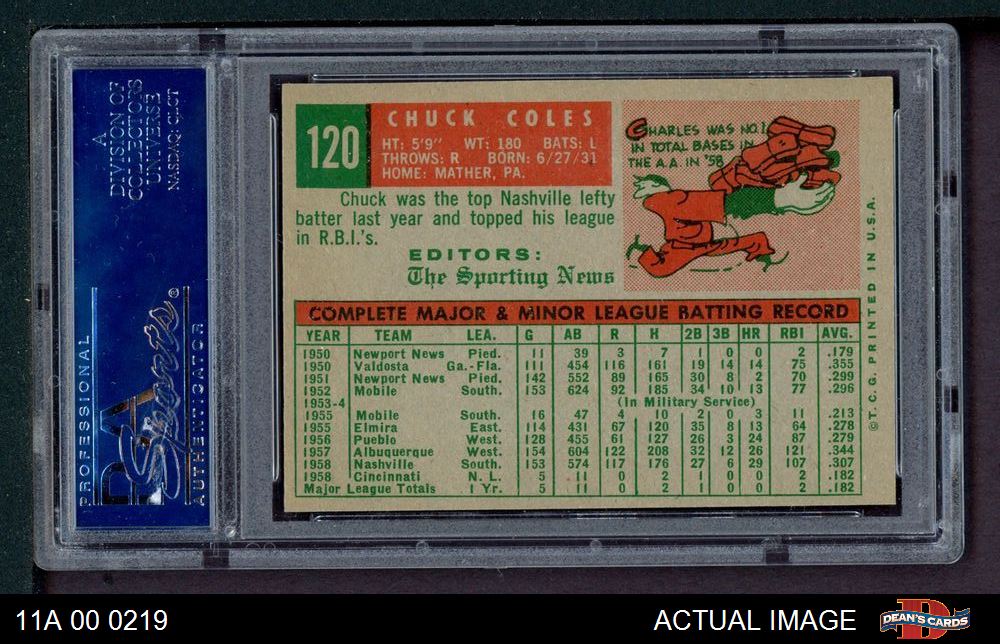 A
DIVISION OF
COLLECTORS
UNIVERSE
NASDAQ: CLCT
PROFESSIONAL
PSA
Sports®
AUTHENTICATOR
120
CHUCK COLES
HT: 5'9" WT: 180 BATS: L
THROWS: R BORN: 6/27/31
HOME: MATHER, PA.
Chuck was the top Nashville lefty
batter last year and topped his league
in R.B.I.'s.
EDITORS:
The Sporting News
CHARLES WAS NO.1
IN TOTAL BASES IN
THE A.A. IN '58
COMPLETE MAJOR & MINOR LEAGUE BATTING RECORD
YEAR TEAM LEA. G AB R H 2B 3B HR RBI AVG.
1950 Newport News Pied. 11 39 3 7 1 0 0 2 .179
1950 Valdosta Ga.-Fla. 111 454 116 161 19 14 14 75 .355
1951 Newport News Pied. 142 552 89 165 30 8 2 70 .299
1952 Mobile South. 153 624 92 185 34 10 13 77 .296
1953-4 (In Military Service)
1955 Mobile South. 16 47 4 10 2 0 3 11 .213
1955 Elmira East. 114 431 67 120 35 8 13 64 .278
1956 Pueblo West. 128 455 61 127 26 3 24 87 .279
1957 Albuquerque West. 154 604 122 208 32 12 26 121 .344
1958 Nashville South. 153 574 117 176 27 6 29 107 .307
1958 Cincinnati N. L. 5 11 0 2 1 0 0 2 .182
Major League Totals 1 Yr. 5 11 0 2 1 0 0 2 .182
©T. C. G. PRINTED IN U.S.A.
11A 00 0219
ACTUAL IMAGE
DEAN'S CARDS